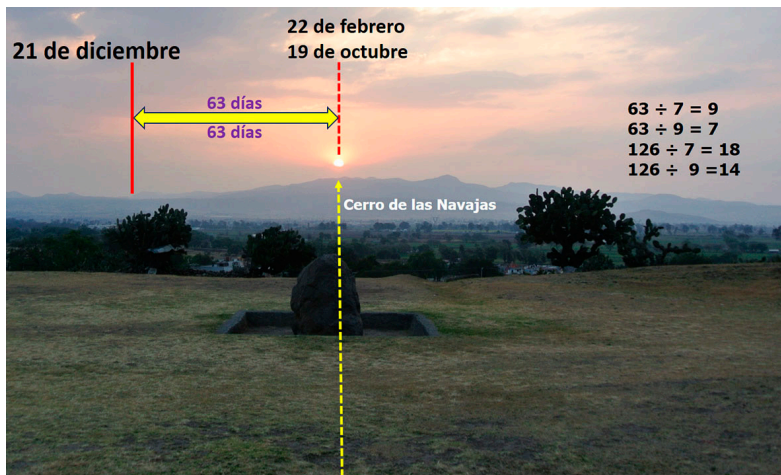 22 de febrero
21 de diciembre
19 de octubre
63 días
63 días
63 ÷ 7 = 9
63 ÷ 9 = 7
126 ÷ 7 = 18
126 ÷  9 =14
Cerro de las Navajas